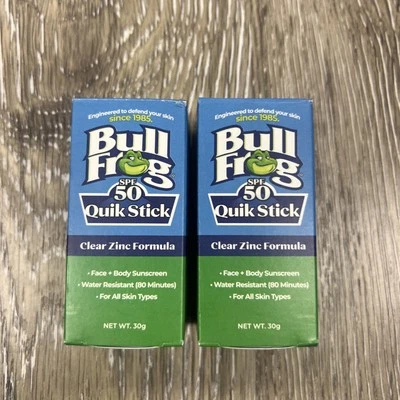 Engineered to defend your skin
since 1985.
Bull
Frog
SPF
50
Quik Stick
Clear Zinc Formula
• Face + Body Sunscreen
• Water Resistant (80 Minutes)
• For All Skin Types
NET WT. 30g
Engineered to defend your skin
since 1985.
Bull
Frog
SPF
50
Quik Stick
Clear Zinc Formula
• Face + Body Sunscreen
• Water Resistant (80 Minutes)
• For All Skin Types
NET WT. 30g